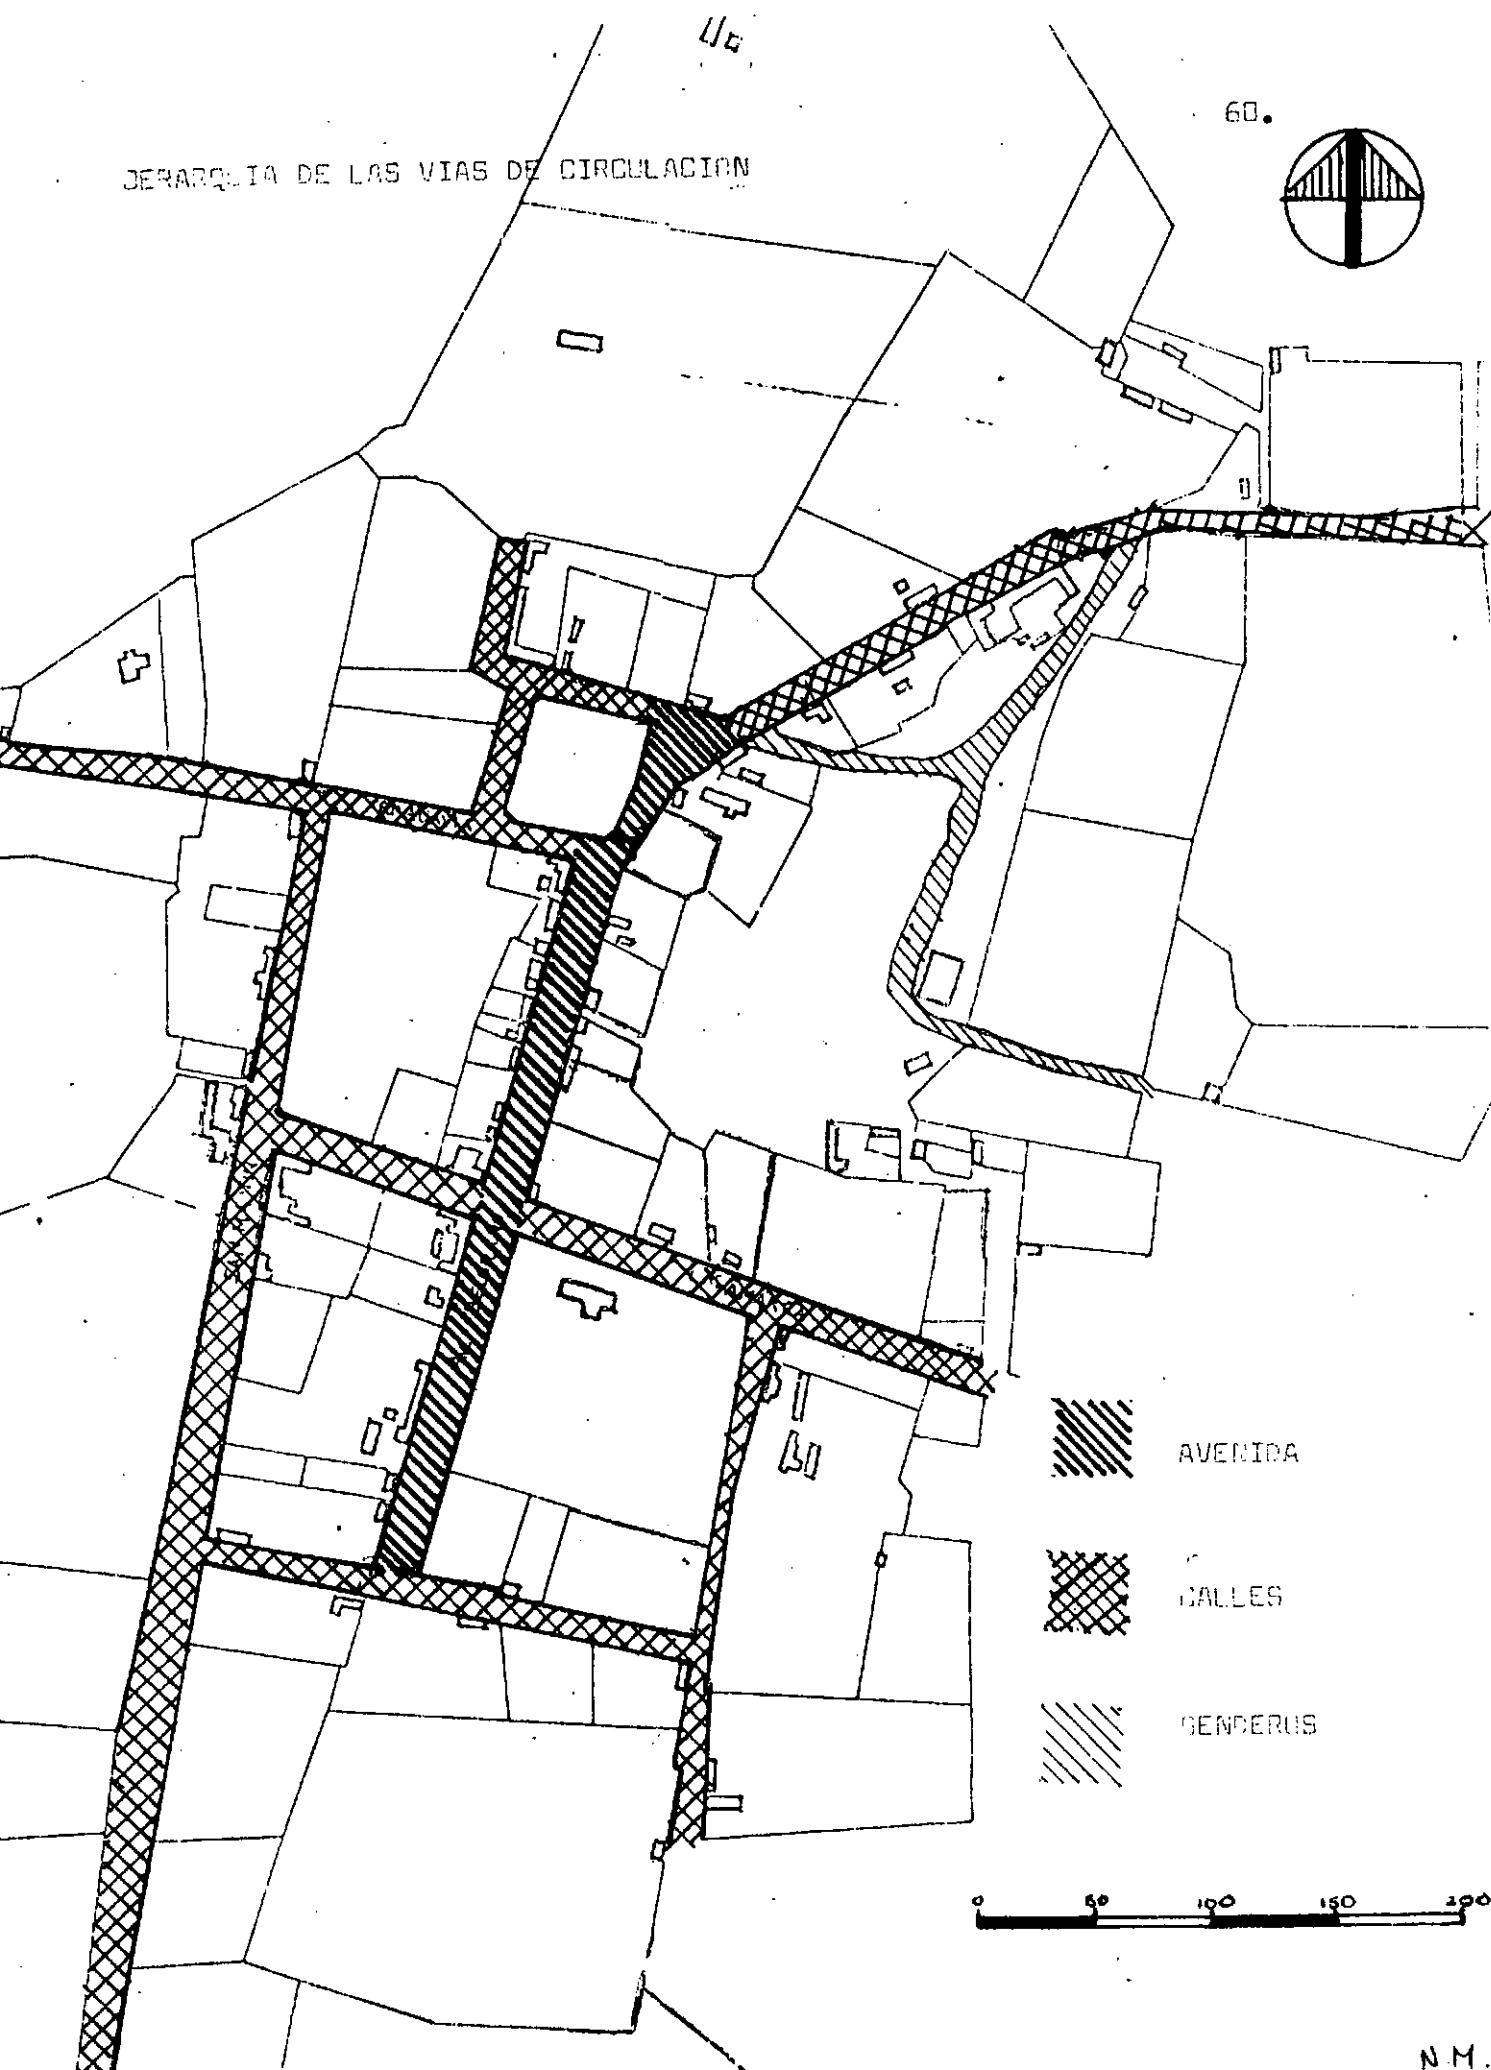 60.
JERARQUIA DE LAS VIAS DE CIRCULACION
AVENIDA
CALLES
SENDEROS
0 50 100 150 200
N.M.